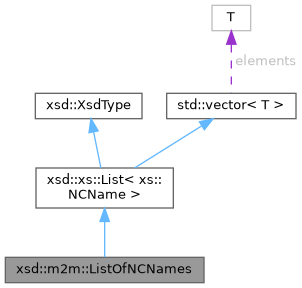 T
elements
xsd::XsdType
std::vector< T >
xsd::xs::List< xs::
NCName >
xsd::m2m::ListOfNCNames